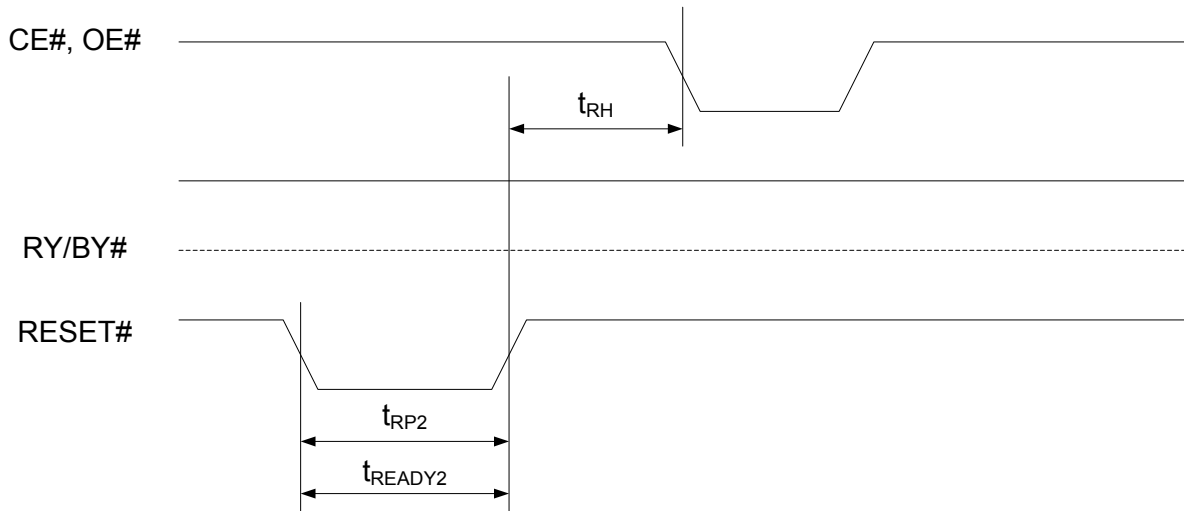 CE#, OE#
tRH
RY/BY#
RESET#
tRP2
tREADY2